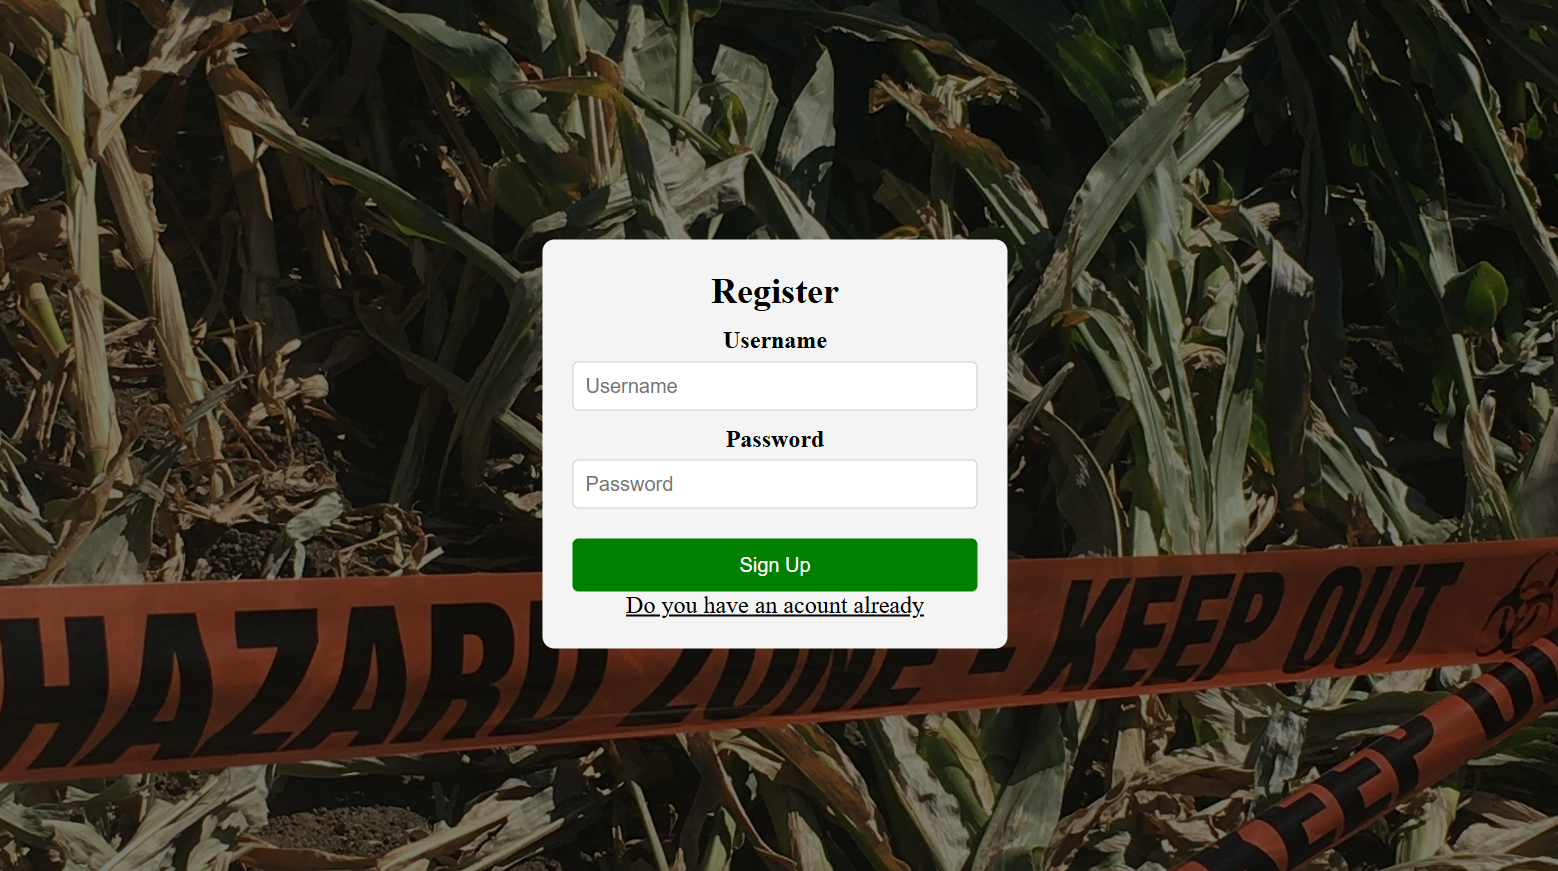 Register
Username
Username
Password
Password
Sign Up
Do you have an acount already
HAZARD ZONE - KEEP OUT